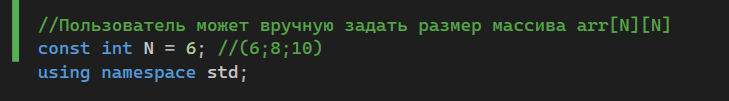 //Пользователь может вручную задать размер массива arr[N][N]
const int N = 6; //(6;8;10)
using namespace std;